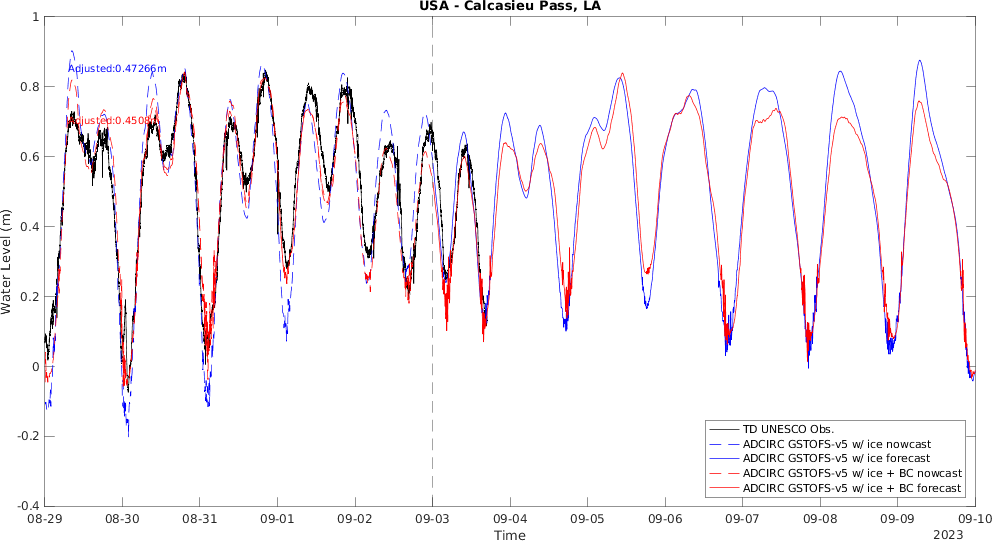 USA - Calcasieu Pass, LA
1
0.8
0.6
0.4
0.2
0
-0.2
-0.4
Water Level (m)
Adjusted:0.47266m
TD UNESCO Obs.
ADCIRC GSTOFS-v5 w/ ice nowcast
ADCIRC GSTOFS-v5 w/ ice forecast
ADCIRC GSTOFS-v5 w/ ice + BC nowcast
ADCIRC GSTOFS-v5 w/ ice + BC forecast
08-29 08-30 08-31 09-01 09-02 09-03 09-04 09-05 09-06 09-07 09-08 09-09 09-10
Time
2023